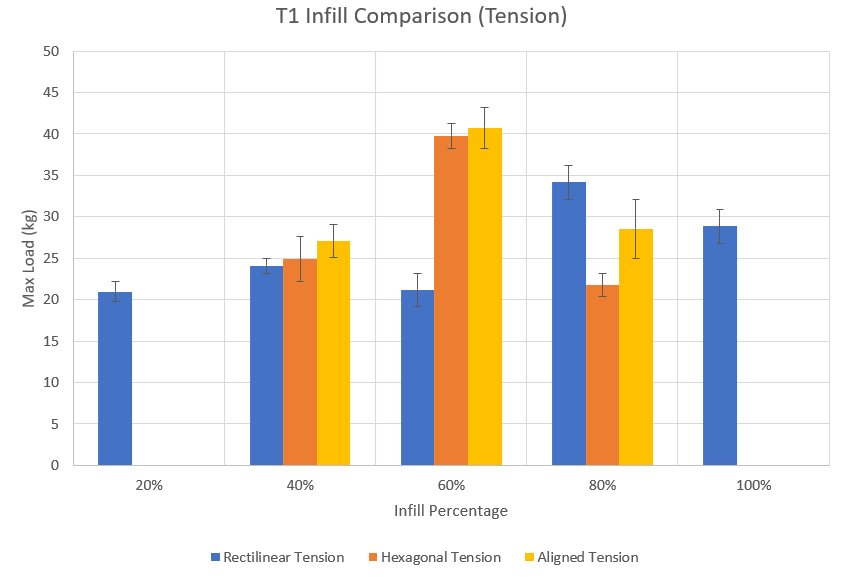 T1 Infill Comparison (Tension)
50
45
40
35
30
25
20
15
10
5
0
Max Load (kg)
20% 40% 60% 80% 100%
Infill Percentage
Rectilinear Tension Hexagonal Tension Aligned Tension